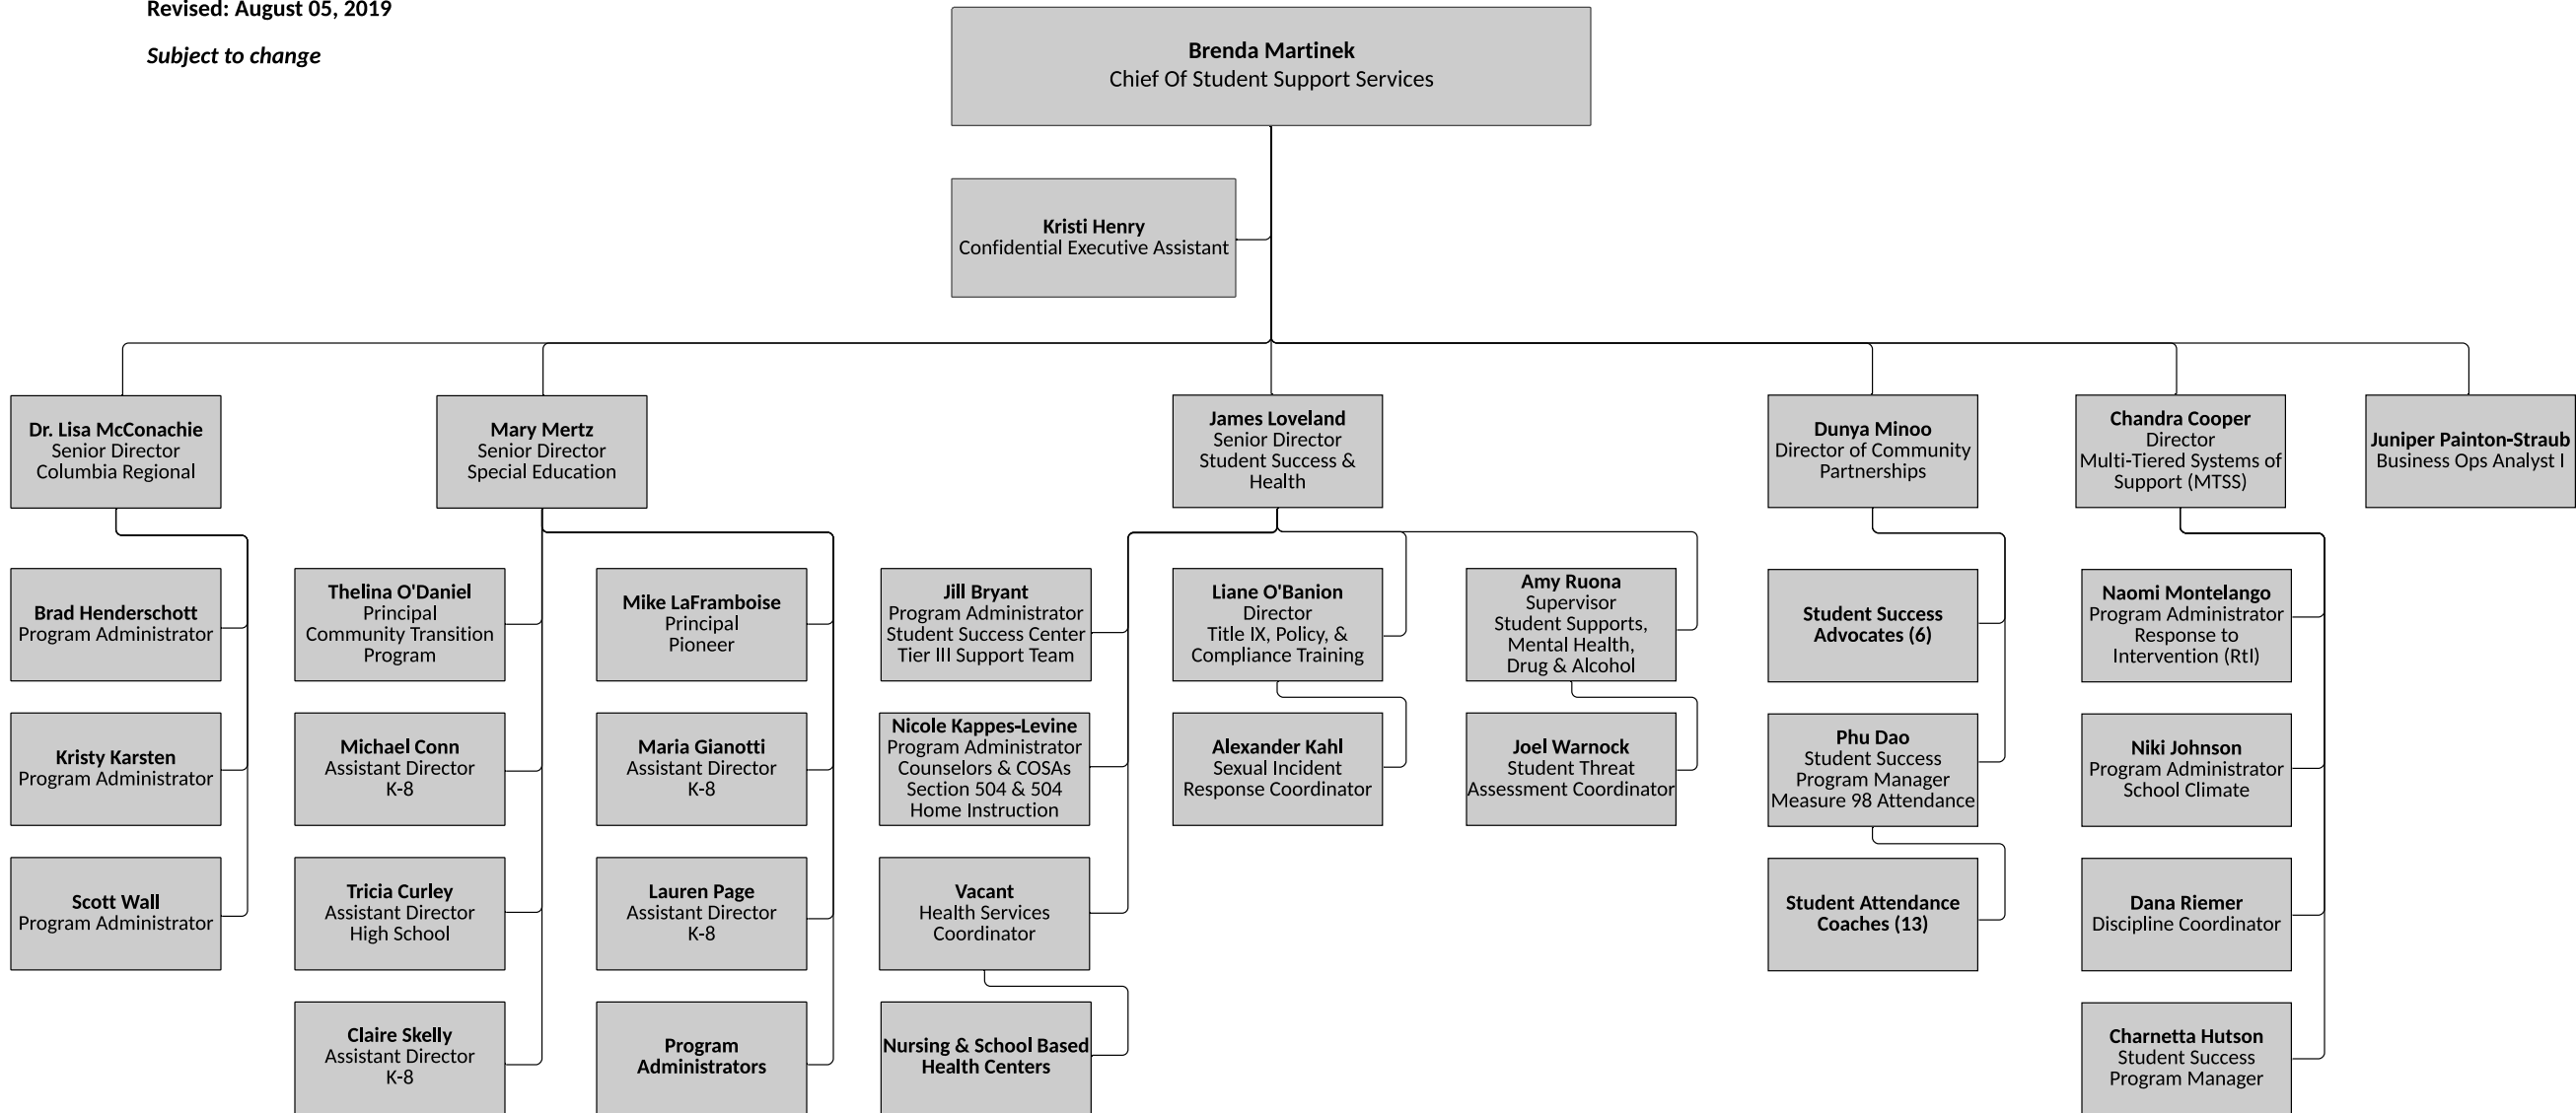 Revised: August 05, 2019
Subject to change
Brenda Martinek
Chief Of Student Support Services
Kristi Henry
Confidential Executive Assistant
Dr. Lisa McConachie
Senior Director
Columbia Regional
Mary Mertz
Senior Director
Special Education
James Loveland
Senior Director
Student Success &
Health
Dunya Minoo
Director of Community
Partnerships
Chandra Cooper
Director
Multi-Tiered Systems of
Support (MTSS)
Juniper Painton-Straub
Business Ops Analyst I
Brad Henderschott
Program Administrator
Thelina O'Daniel
Principal
Community Transition
Program
Mike LaFramboise
Principal
Pioneer
Jill Bryant
Program Administrator
Student Success Center
Tier III Support Team
Liane O'Banion
Director
Title IX, Policy, &
Compliance Training
Amy Ruona
Supervisor
Student Supports,
Mental Health,
Drug & Alcohol
Student Success
Advocates (6)
Naomi Montelango
Program Administrator
Response to
Intervention (RtI)
Kristy Karsten
Program Administrator
Michael Conn
Assistant Director
K-8
Maria Gianotti
Assistant Director
K-8
Nicole Kappes-Levine
Program Administrator
Counselors & COSAs
Section 504 & 504
Home Instruction
Alexander Kahl
Sexual Incident
Response Coordinator
Joel Warnock
Student Threat
Assessment Coordinator
Phu Dao
Student Success
Program Manager
Measure 98 Attendance
Niki Johnson
Program Administrator
School Climate
Scott Wall
Program Administrator
Tricia Curley
Assistant Director
High School
Lauren Page
Assistant Director
K-8
Vacant
Health Services
Coordinator
Student Attendance
Coaches (13)
Dana Riemer
Discipline Coordinator
Claire Skelly
Assistant Director
K-8
Program
Administrators
Nursing & School Based
Health Centers
Charnetta Hutson
Student Success
Program Manager